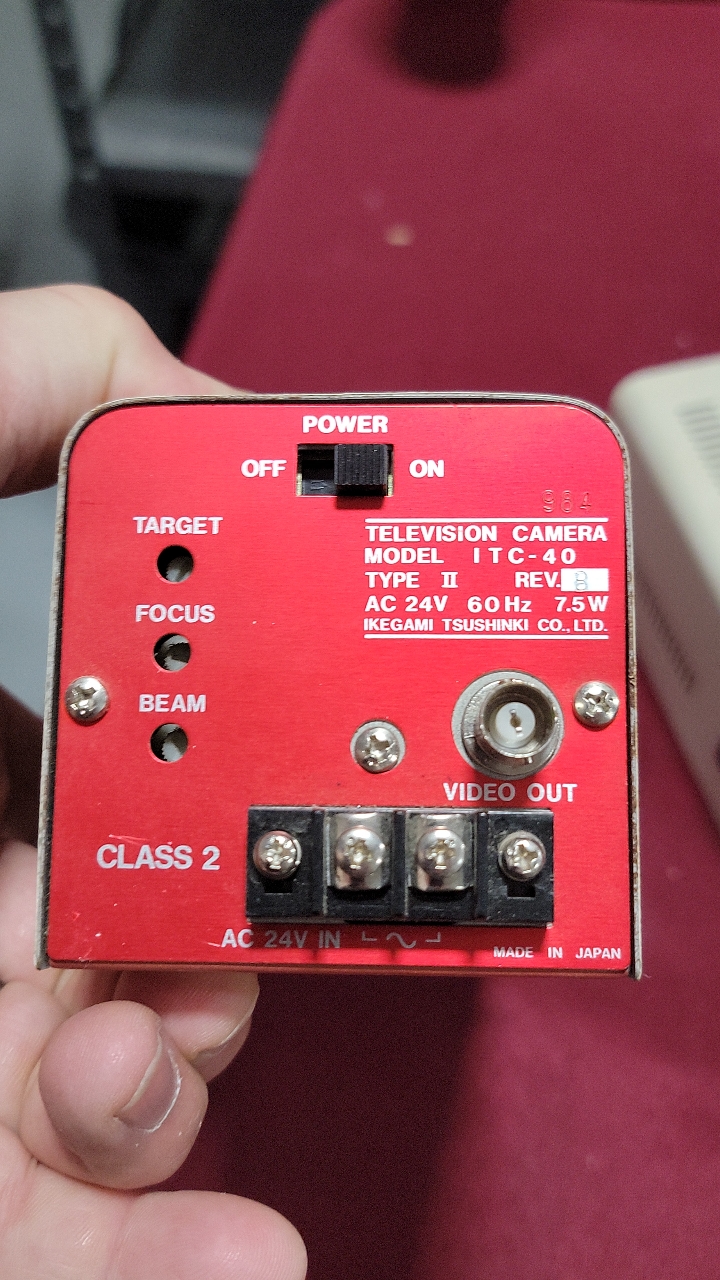 POWER
OFF ON
984
TARGET
TELEVISION CAMERA
MODEL ITC-40
TYPE II REV. B
FOCUS
AC 24V 60Hz 7.5W
IKEGAMI TSUSHINKI CO., LTD.
BEAM
VIDEO OUT
CLASS 2
AC 24V IN
MADE IN JAPAN